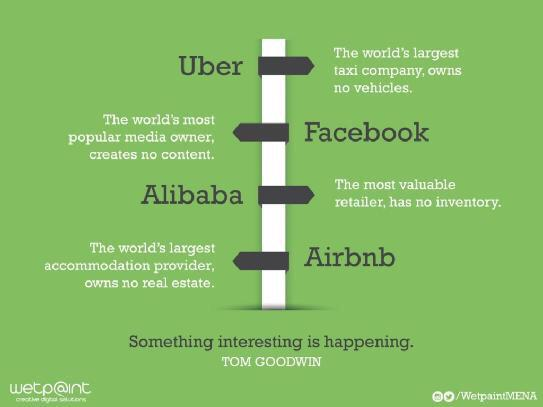 Uber
The world's largest
taxi company, owns
no vehicles.
The world's most
popular media owner,
creates no content.
Facebook
Alibaba
The most valuable
retailer, has no inventory.
The world's largest
accommodation provider,
owns no real estate.
Airbnb
Something interesting is happening.
TOM GOODWIN
wetp@int
creative digital solutions
/WetpaintMENA